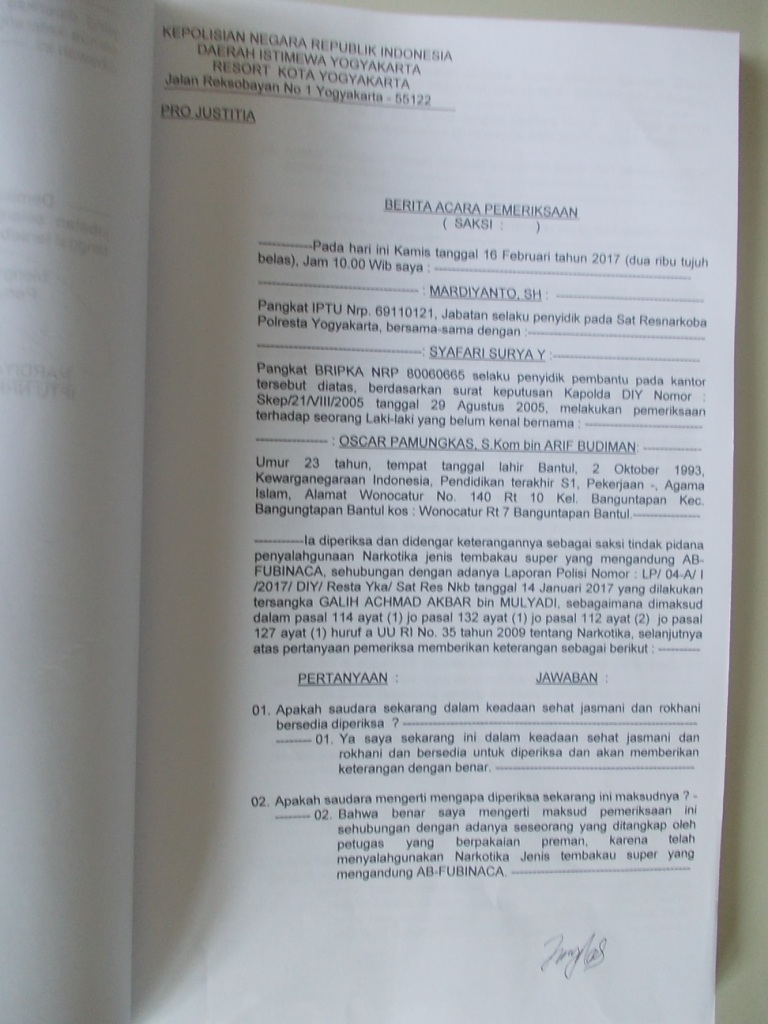 KEPOLISIAN NEGARA REPUBLIK INDONESIA
DAERAH ISTIMEWA YOGYAKARTA
RESORT KOTA YOGYAKARTA
Jalan Reksobayan No 1 Yogyakarta - 55122
PRO JUSTITIA
BERITA ACARA PEMERIKSAAN
( SAKSI : )
------------Pada hari ini Kamis tanggal 16 Februari tahun 2017 (dua ribu tujuh
belas), Jam 10.00 Wib saya : ------------
------------ : MARDIYANTO, SH : ------------
Pangkat IPTU Nrp. 69110121, Jabatan selaku penyidik pada Sat Resnarkoba
Polresta Yogyakarta, bersama-sama dengan :------------
------------: SYAFARI SURYA Y :------------
Pangkat BRIPKA NRP 80060665 selaku penyidik pembantu pada kantor
tersebut diatas, berdasarkan surat keputusan Kapolda DIY Nomor :
Skep/21/VIII/2005 tanggal 29 Agustus 2005, melakukan pemeriksaan
terhadap seorang Laki-laki yang belum kenal bernama : ------------
------------ : OSCAR PAMUNGKAS, S.Kom bin ARIF BUDIMAN: ------------
Umur 23 tahun, tempat tanggal lahir Bantul, 2 Oktober 1993,
Kewarganegaraan Indonesia, Pendidikan terakhir S1, Pekerjaan -, Agama
Islam, Alamat Wonocatur No. 140 Rt 10 Kel. Banguntapan Kec.
Bangungtapan Bantul kos : Wonocatur Rt 7 Banguntapan Bantul.------------
------------Ia diperiksa dan didengar keterangannya sebagai saksi tindak pidana
penyalahgunaan Narkotika jenis tembakau super yang mengandung AB-
FUBINACA, sehubungan dengan adanya Laporan Polisi Nomor : LP/ 04-A/ I
/2017/ DIY/ Resta Yka/ Sat Res Nkb tanggal 14 Januari 2017 yang dilakukan
tersangka GALIH ACHMAD AKBAR bin MULYADI, sebagaimana dimaksud
dalam pasal 114 ayat (1) jo pasal 132 ayat (1) jo pasal 112 ayat (2) jo pasal
127 ayat (1) huruf a UU RI No. 35 tahun 2009 tentang Narkotika, selanjutnya
atas pertanyaan pemeriksa memberikan keterangan sebagai berikut : ---------
PERTANYAAN : JAWABAN :
01. Apakah saudara sekarang dalam keadaan sehat jasmani dan rokhani
bersedia diperiksa ? ------------
-------- 01. Ya saya sekarang ini dalam keadaan sehat jasmani dan
rokhani dan bersedia untuk diperiksa dan akan memberikan
keterangan dengan benar. ------------
02. Apakah saudara mengerti mengapa diperiksa sekarang ini maksudnya ? -
-------- 02. Bahwa benar saya mengerti maksud pemeriksaan ini
sehubungan dengan adanya seseorang yang ditangkap oleh
petugas yang berpakaian preman, karena telah
menyalahgunakan Narkotika Jenis tembakau super yang
mengandung AB-FUBINACA. ------------